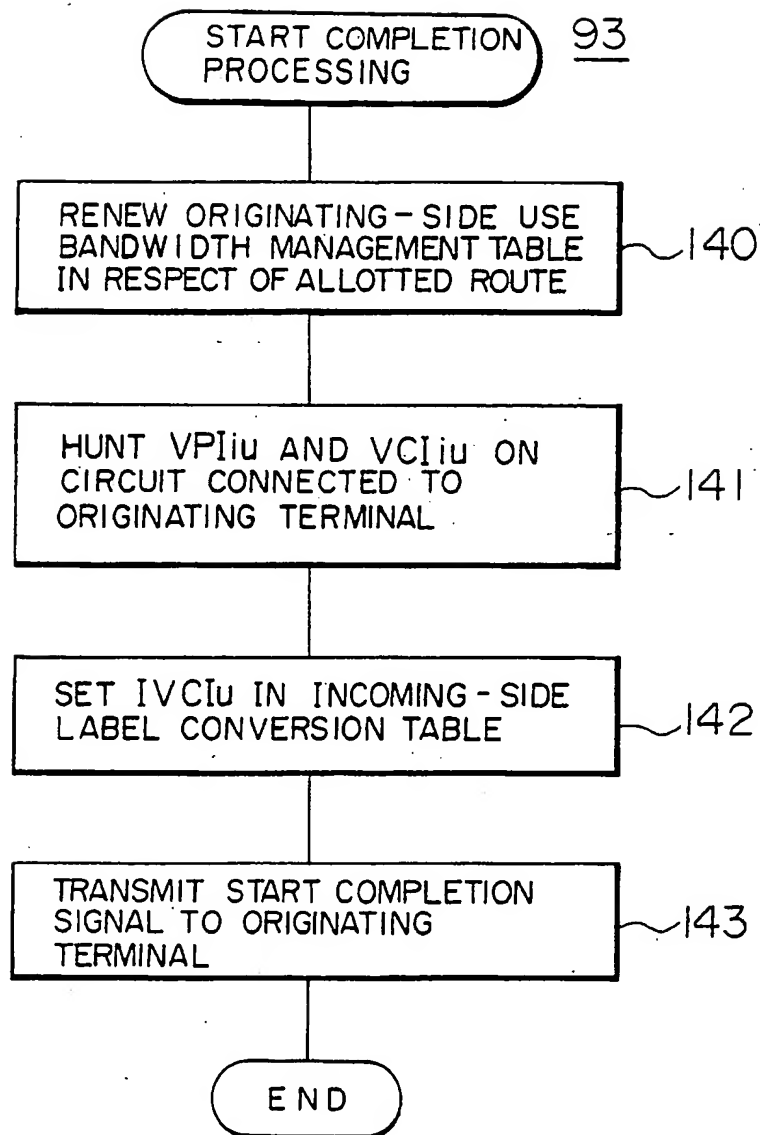 START COMPLETION
PROCESSING
93
RENEW ORIGINATING-SIDE USE
BANDWIDTH MANAGEMENT TABLE
IN RESPECT OF ALLOTTED ROUTE
140
HUNT VPIiu AND VCIiu ON
CIRCUIT CONNECTED TO
ORIGINATING TERMINAL
141
SET IVCIu IN INCOMING-SIDE
LABEL CONVERSION TABLE
142
TRANSMIT START COMPLETION
SIGNAL TO ORIGINATING
TERMINAL
143
END